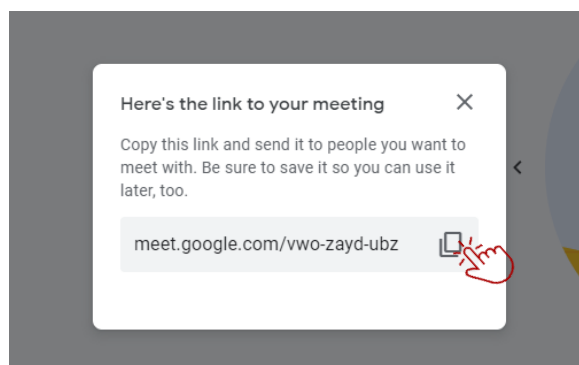 Here's the link to your meeting
Copy this link and send it to people you want to
meet with. Be sure to save it so you can use it
later, too.
meet.google.com/vwo-zayd-ubz